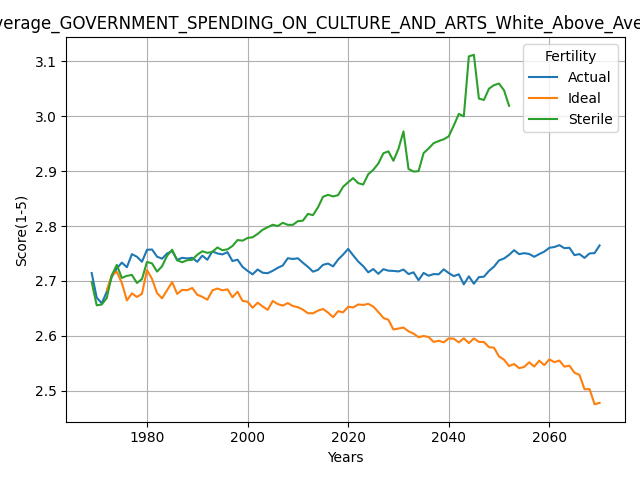 verage_GOVERNMENT_SPENDING_ON_CULTURE_AND_ARTS_White_Above_Ave
Fertility
Actual
Ideal
Sterile
Score(1-5)
3.1
3.0
2.9
2.8
2.7
2.6
2.5
1980
2000
2020
2040
2060
Years